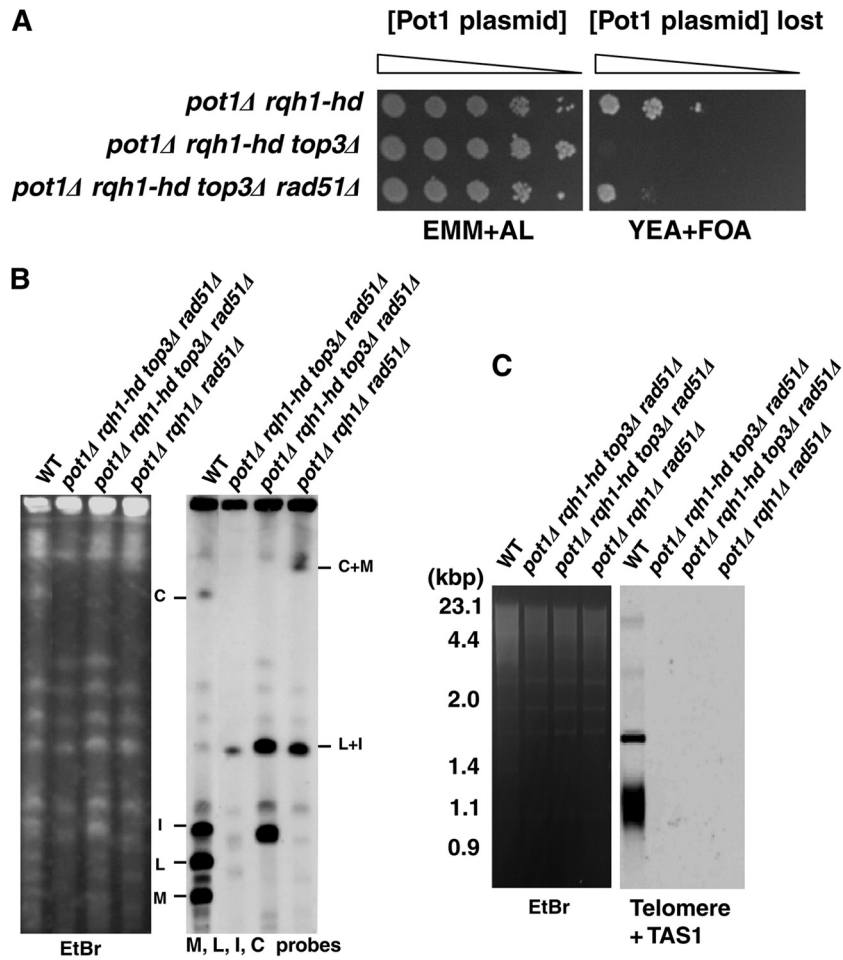 A
[Pot1 plasmid] [Pot1 plasmid] lost
pot1Δ rqh1-hd
pot1Δ rqh1-hd top3Δ
pot1Δ rqh1-hd top3Δ rad51Δ
EMM+AL YEA+FOA
B
WT
pot1Δ rqh1-hd top3Δ rad51Δ
pot1Δ rqh1-hd top3Δ rad51Δ
pot1Δ rqh1Δ rad51Δ
WT
pot1Δ rqh1-hd top3Δ rad51Δ
pot1Δ rqh1-hd top3Δ rad51Δ
pot1Δ rqh1Δ rad51Δ
C
C+M
L+I
I
L
M
EtBr
M, L, I, C probes
C
WT
pot1Δ rqh1-hd top3Δ rad51Δ
pot1Δ rqh1-hd top3Δ rad51Δ
pot1Δ rqh1Δ rad51Δ
WT
pot1Δ rqh1-hd top3Δ rad51Δ
pot1Δ rqh1-hd top3Δ rad51Δ
pot1Δ rqh1Δ rad51Δ
(kbp)
23.1
4.4
2.0
1.4
1.1
0.9
EtBr
Telomere
+ TAS1